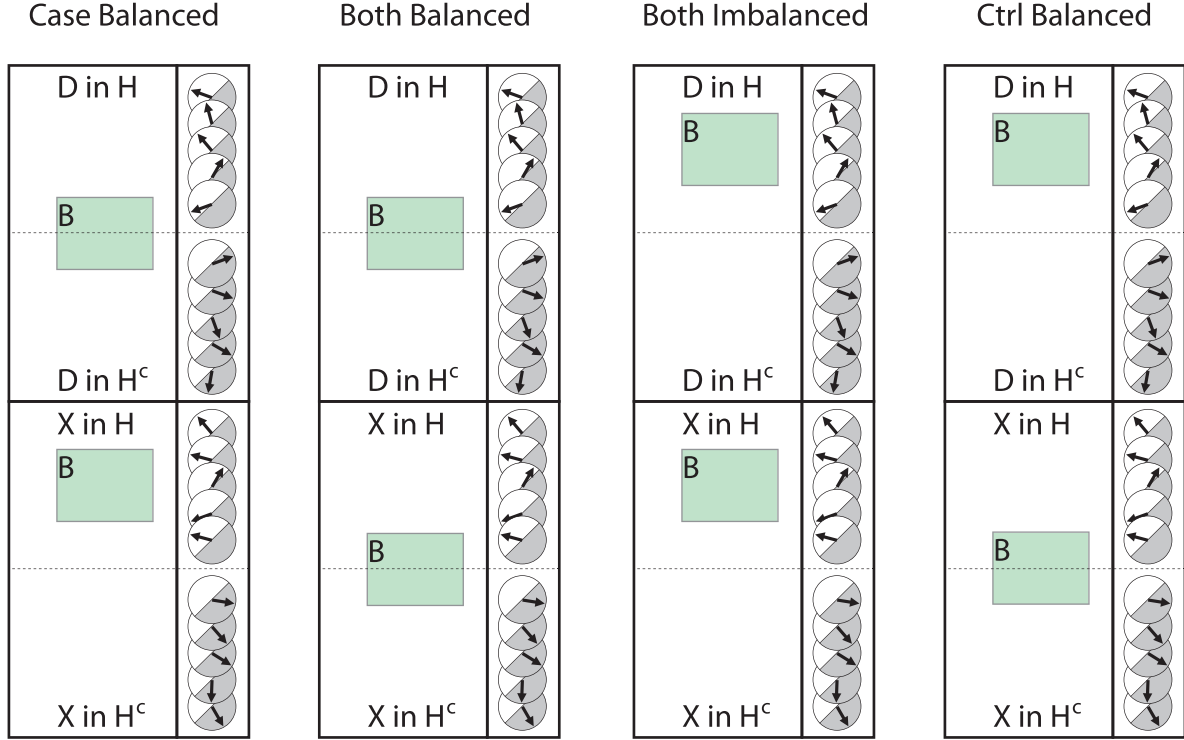 Case Balanced
Both Balanced
Both Imbalanced
Ctrl Balanced
D in H
B
D in Hᶜ
X in H
B
X in Hᶜ
D in H
B
D in Hᶜ
X in H
B
X in Hᶜ
D in H
B
D in Hᶜ
X in H
B
X in Hᶜ
D in H
B
D in Hᶜ
X in H
B
X in Hᶜ